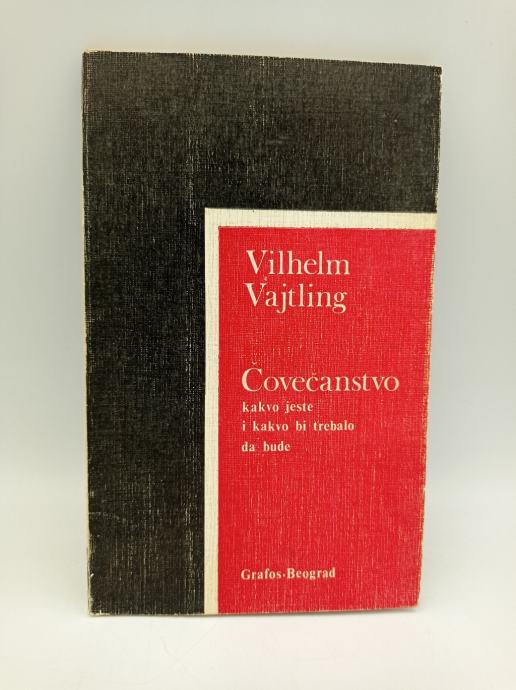 Vilhelm
Vajtling
Čovečanstvo
kakvo jeste
i kakvo bi trebalo
da bude
Grafos-Beograd